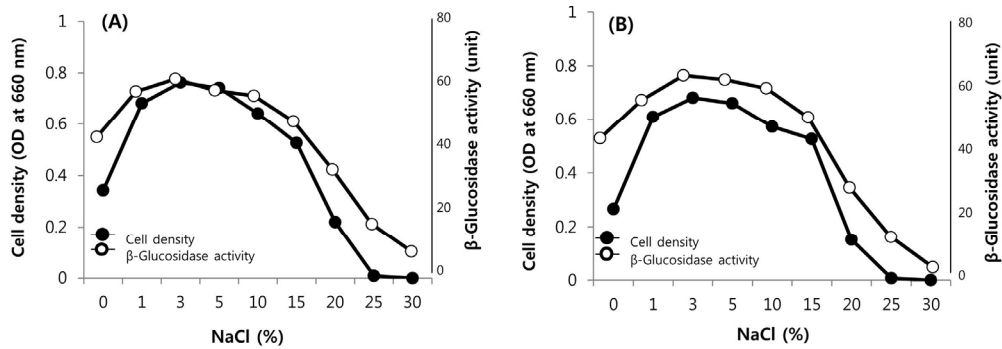 (A)
Cell density (OD at 660 nm)
1
0.8
0.6
0.4
0.2
0
80
60
40
20
0
β-Glucosidase activity (unit)
Cell density
β-Glucosidase activity
0 1 3 5 10 15 20 25 30
NaCl (%)
(B)
Cell density (OD at 660 nm)
1
0.8
0.6
0.4
0.2
0
80
60
40
20
0
β-Glucosidase activity (unit)
Cell density
β-Glucosidase activity
0 1 3 5 10 15 20 25 30
NaCl (%)